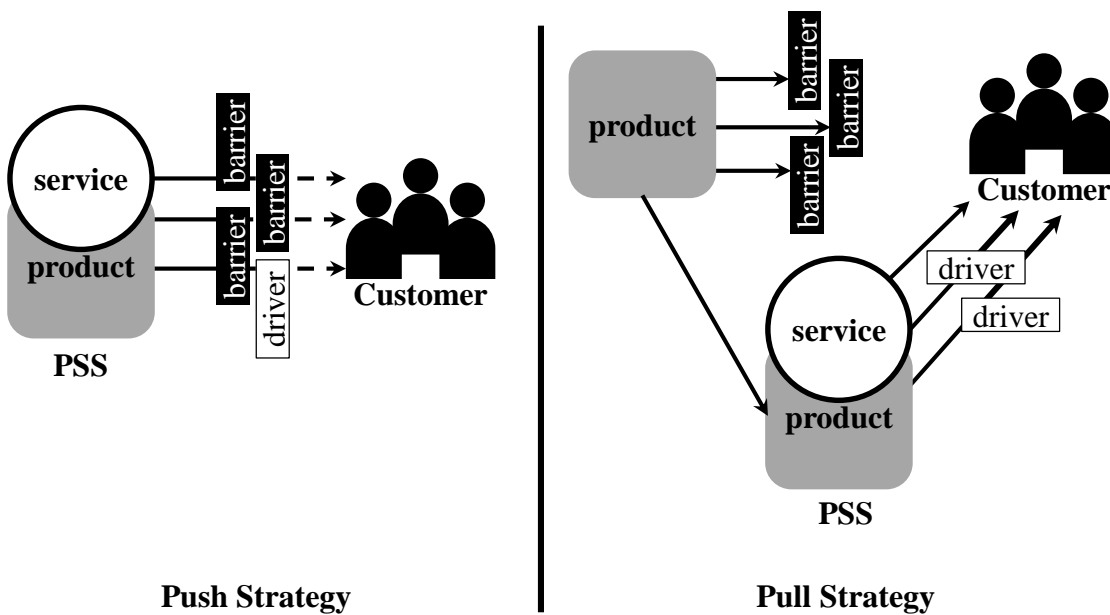 barrier
barrier
barrier
driver
service
product
PSS
Customer
Push Strategy
product
barrier
barrier
barrier
Customer
driver
driver
service
product
PSS
Pull Strategy